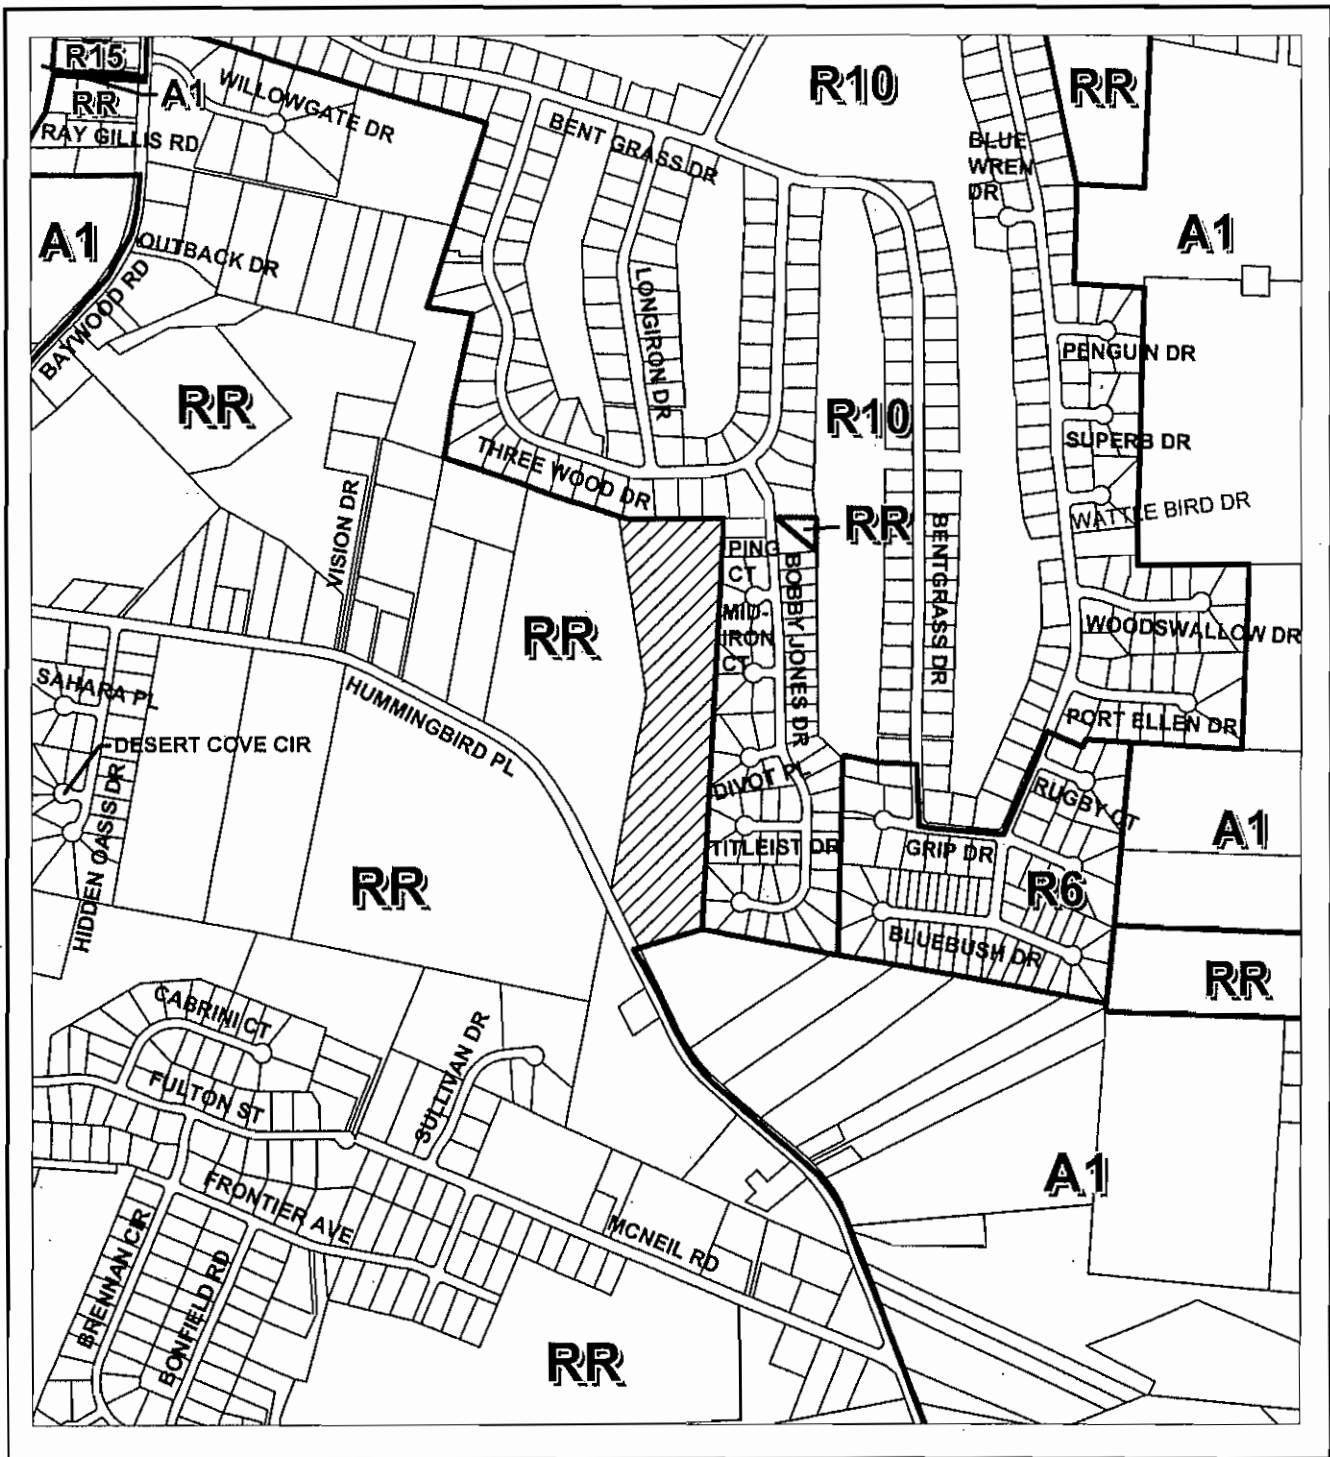 R15
A1
RR
WILLOWGATE DR
RAY GILLIS RD
R10
RR
BENT GRASS DR
BLUE
WREN
DR
A1
OUTBACK DR
A1
BAYWOOD RD
LONGIRON DR
PENGUIN DR
RR
R10
SUPERB DR
THREE WOOD DR
WATTLE BIRD DR
VISION DR
RR
BENTGRASS DR
PING
CT
BOBBY JONES DR
MID-
IRON
CT
RR
WOODSWALLOW DR
SAHARA PL
HUMMINGBIRD PL
PORT ELLEN DR
DESERT COVE CIR
DIVOT PL
RUGBY CT
HIDDEN OASIS DR
TITLEIST DR
GRIP DR
A1
RR
R6
BLUEBUSH DR
RR
CABRINI CT
SULLIVAN DR
FULTON ST
A1
FRONTIER AVE
MCNEIL RD
BRENNAN CIR
BONFIELD RD
RR